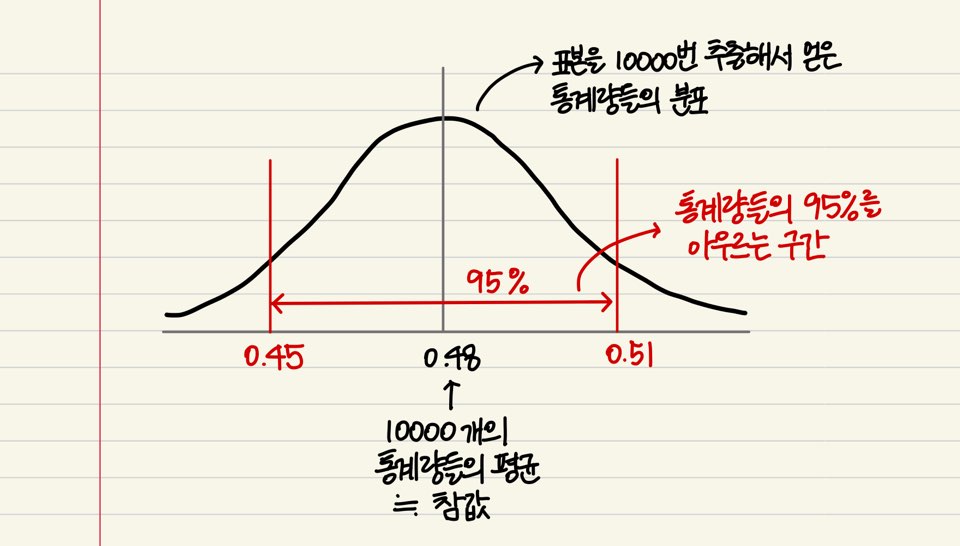 표본을 10000번 추출해서 얻은
통계량들의 분포
통계량들의 95%를
아우르는 구간
95%
0.45
0.48
0.51
10000개의
통계량들의 평균
≒ 참값